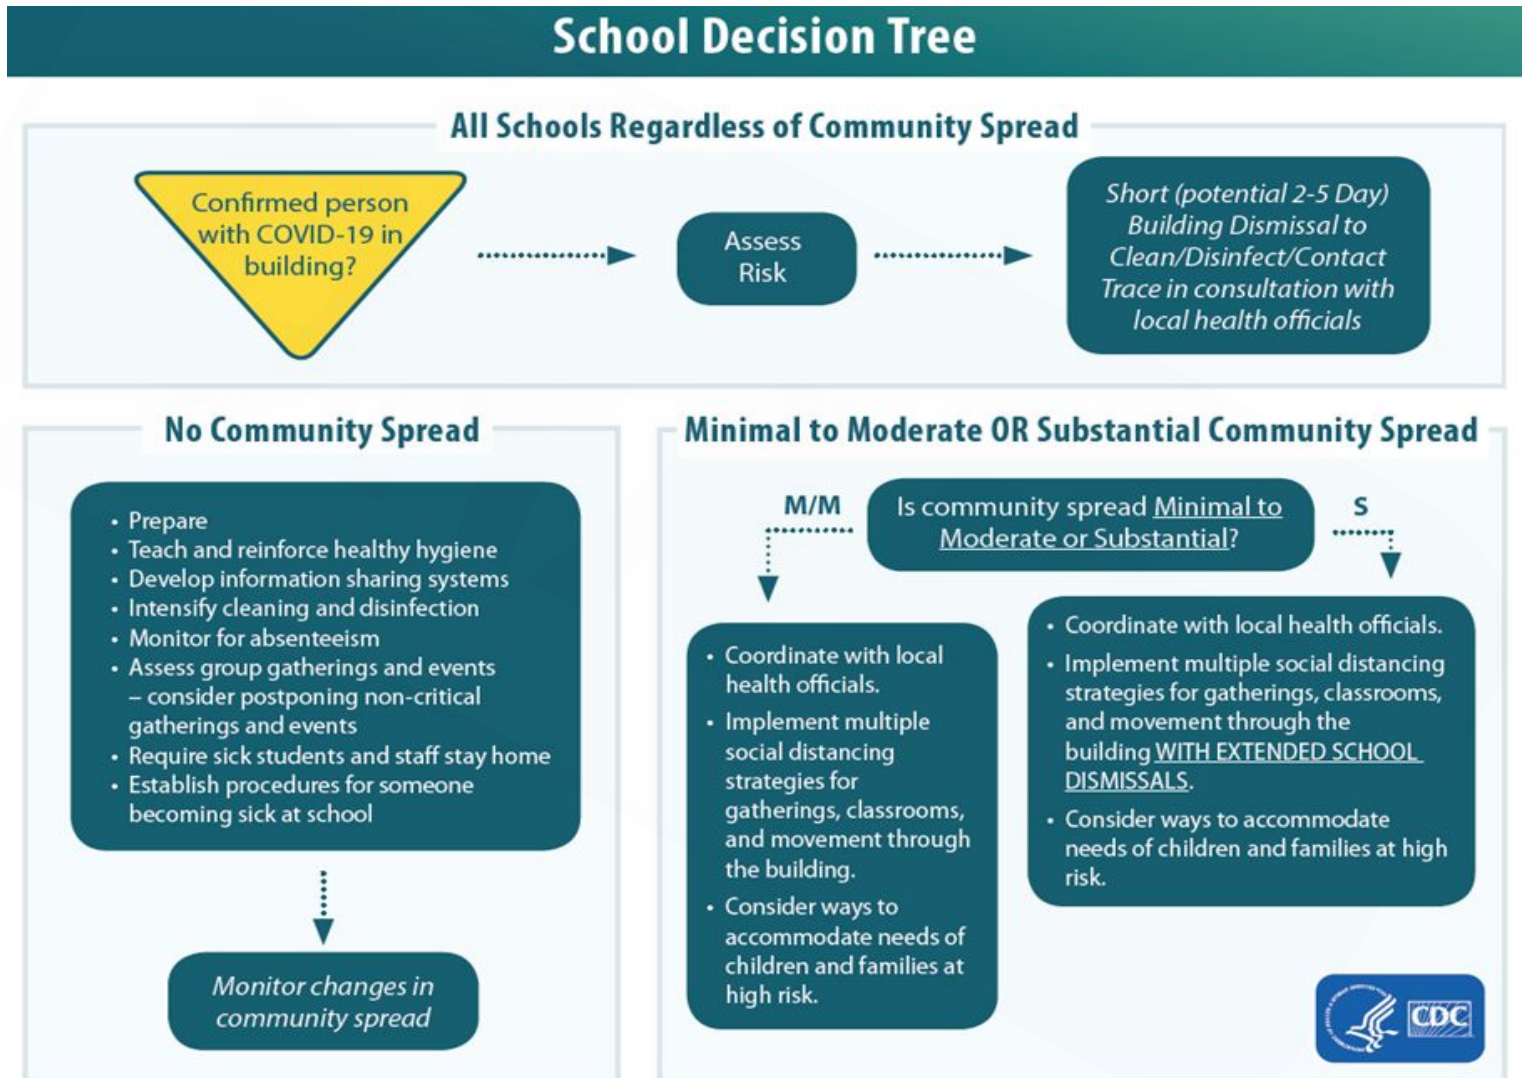 School Decision Tree
All Schools Regardless of Community Spread
Confirmed person
with COVID-19 in
building?
Assess
Risk
Short (potential 2-5 Day)
Building Dismissal to
Clean/Disinfect/Contact
Trace in consultation with
local health officials
No Community Spread
• Prepare
• Teach and reinforce healthy hygiene
• Develop information sharing systems
• Intensify cleaning and disinfection
• Monitor for absenteeism
• Assess group gatherings and events
– consider postponing non-critical
gatherings and events
• Require sick students and staff stay home
• Establish procedures for someone
becoming sick at school
Monitor changes in
community spread
Minimal to Moderate OR Substantial Community Spread
Is community spread Minimal to
Moderate or Substantial?
M/M
• Coordinate with local
health officials.
• Implement multiple
social distancing
strategies for
gatherings, classrooms,
and movement through
the building.
• Consider ways to
accommodate needs of
children and families at
high risk.
S
• Coordinate with local health officials.
• Implement multiple social distancing
strategies for gatherings, classrooms,
and movement through the
building WITH EXTENDED SCHOOL
DISMISSALS.
• Consider ways to accommodate
needs of children and families at high
risk.
CDC